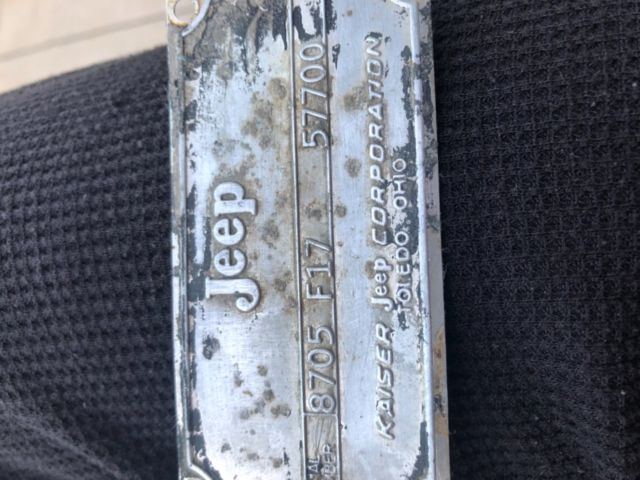 Jeep
8705 F17 57700
KAISER Jeep CORPORATION
TOLEDO, OHIO